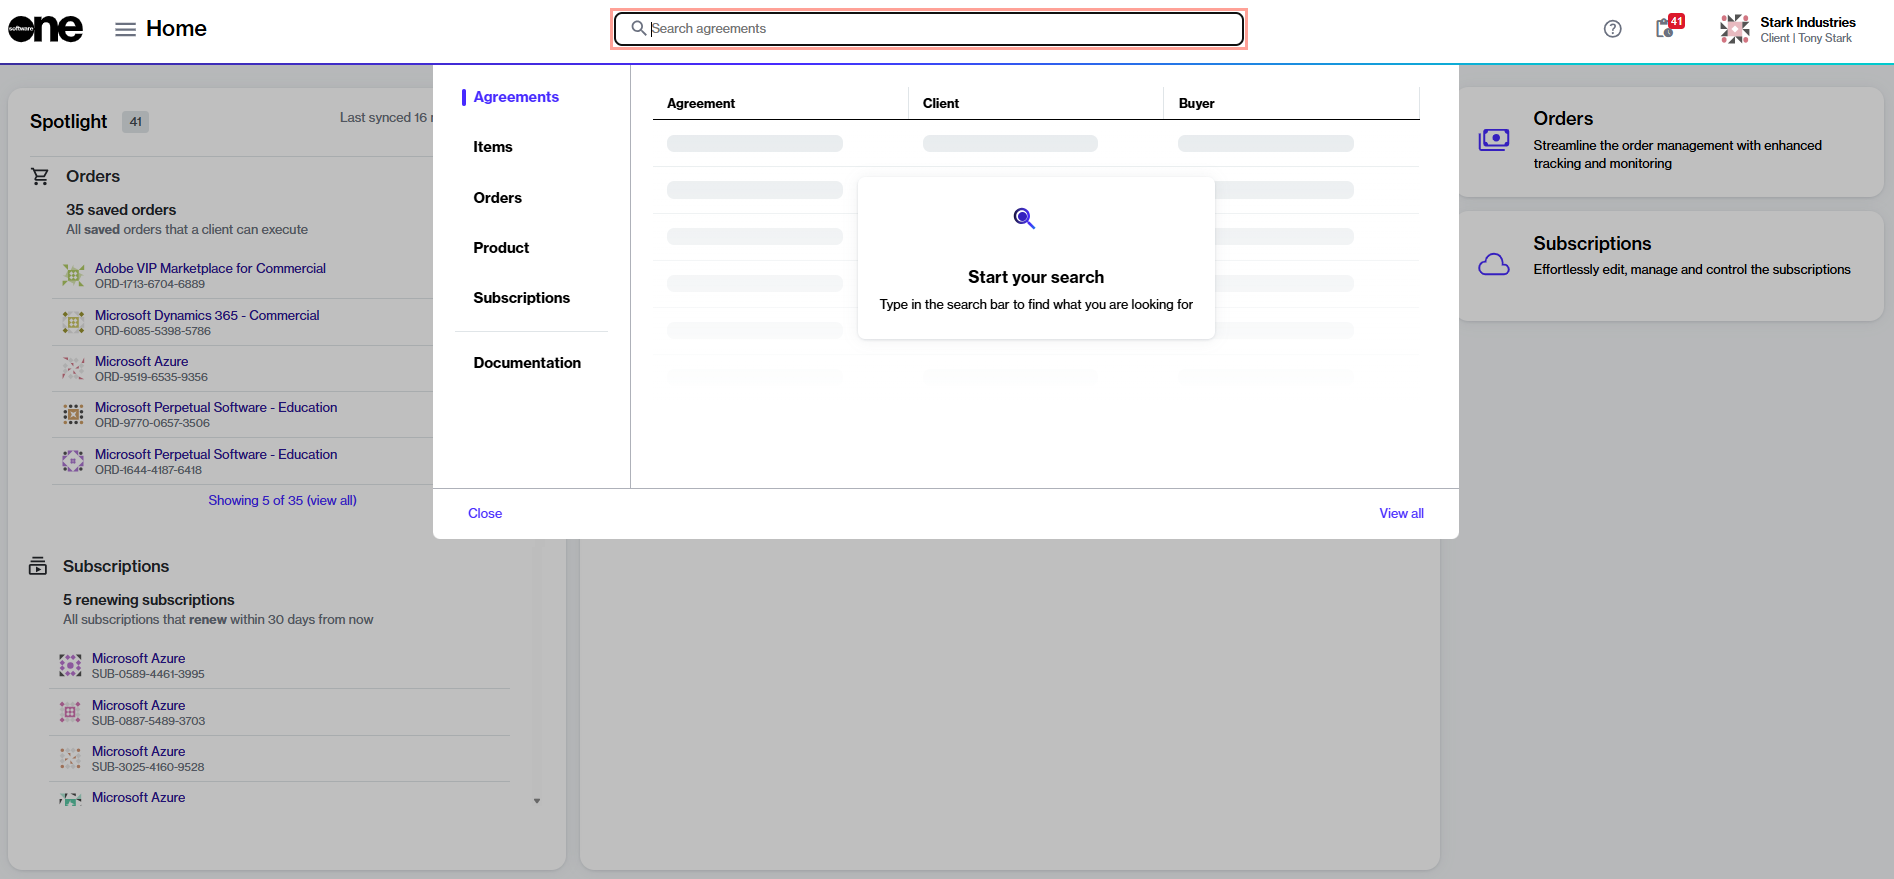 software
one
Home
Search agreements
41
Stark Industries
Client | Tony Stark
Spotlight 41
Last synced 16
Orders
35 saved orders
All saved orders that a client can execute
Adobe VIP Marketplace for Commercial
ORD-1713-6704-6889
Microsoft Dynamics 365 - Commercial
ORD-6085-5398-5786
Microsoft Azure
ORD-9519-6535-9356
Microsoft Perpetual Software - Education
ORD-9770-0657-3506
Microsoft Perpetual Software - Education
ORD-1644-4187-6418
Showing 5 of 35 (view all)
Subscriptions
5 renewing subscriptions
All subscriptions that renew within 30 days from now
Microsoft Azure
SUB-0589-4461-3995
Microsoft Azure
SUB-0887-5489-3703
Microsoft Azure
SUB-3025-4160-9528
Microsoft Azure
Agreements
Items
Orders
Product
Subscriptions
Documentation
Agreement Client Buyer
Start your search
Type in the search bar to find what you are looking for
Close
View all
Orders
Streamline the order management with enhanced
tracking and monitoring
Subscriptions
Effortlessly edit, manage and control the subscriptions